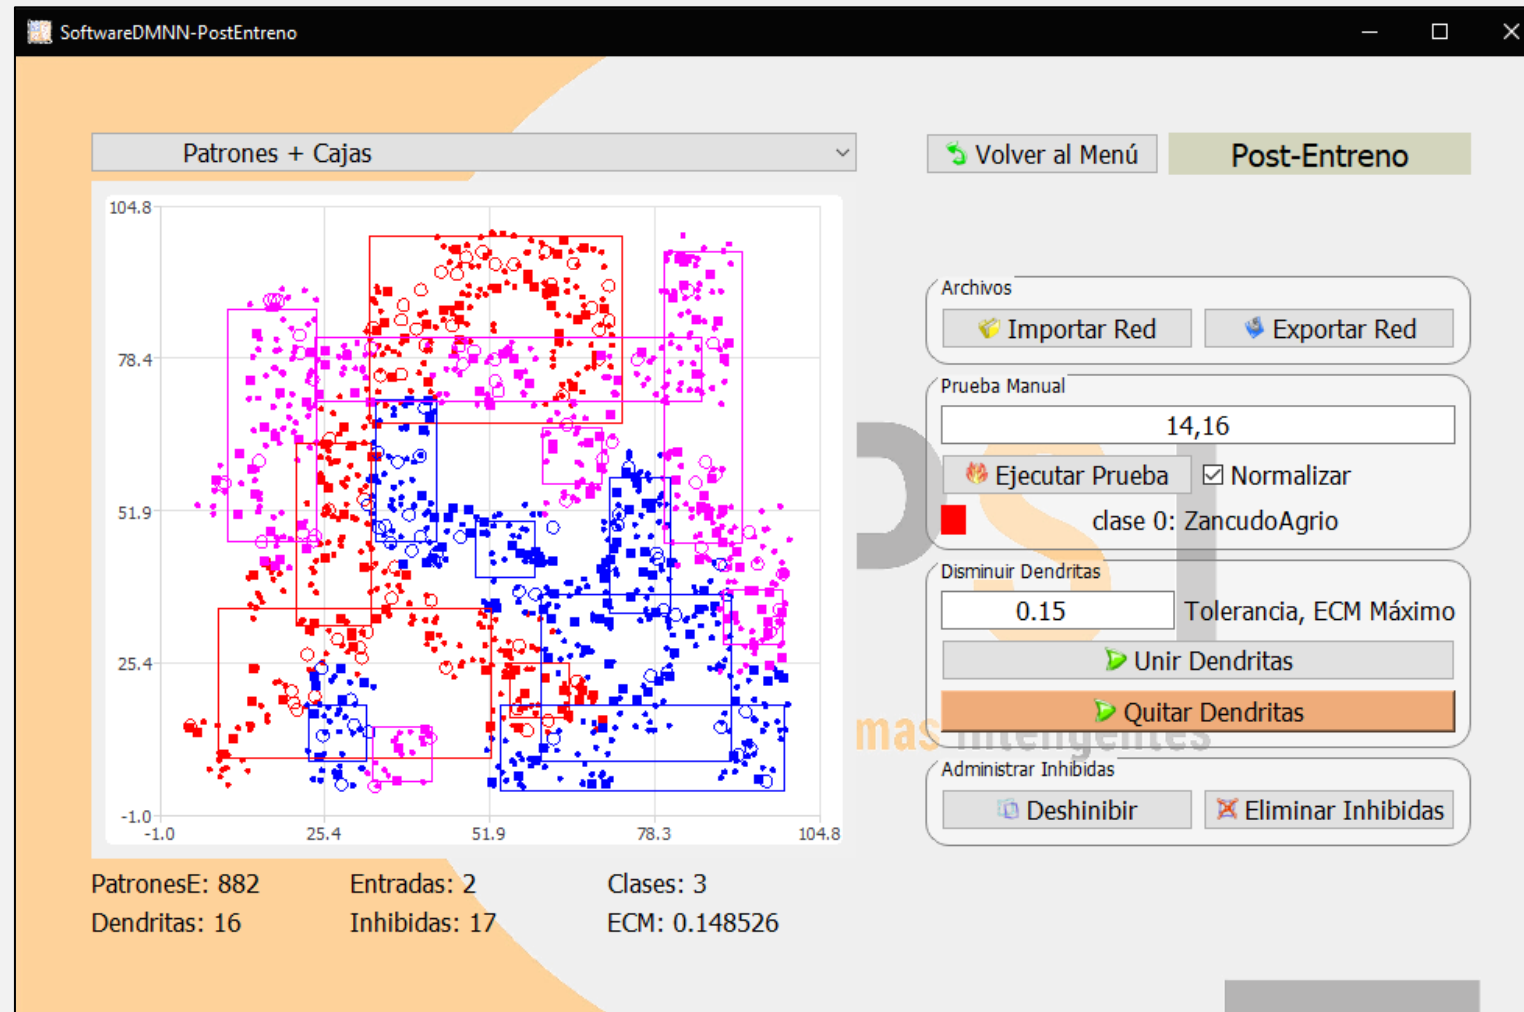 SoftwareDMNN-PostEntreno
Patrones + Cajas
Volver al Menú
Post-Entreno
104.8
78.4
51.9
25.4
-1.0
-1.0
25.4
51.9
78.3
104.8
Archivos
Importar Red
Exportar Red
Prueba Manual
14,16
Ejecutar Prueba
Normalizar
clase 0: ZancudoAgrio
Disminuir Dendritas
0.15
Tolerancia, ECM Máximo
Unir Dendritas
Quitar Dendritas
mas inteligentes
Administrar Inhibidas
Deshinibir
Eliminar Inhibidas
PatronesE: 882
Entradas: 2
Clases: 3
Dendritas: 16
Inhibidas: 17
ECM: 0.148526